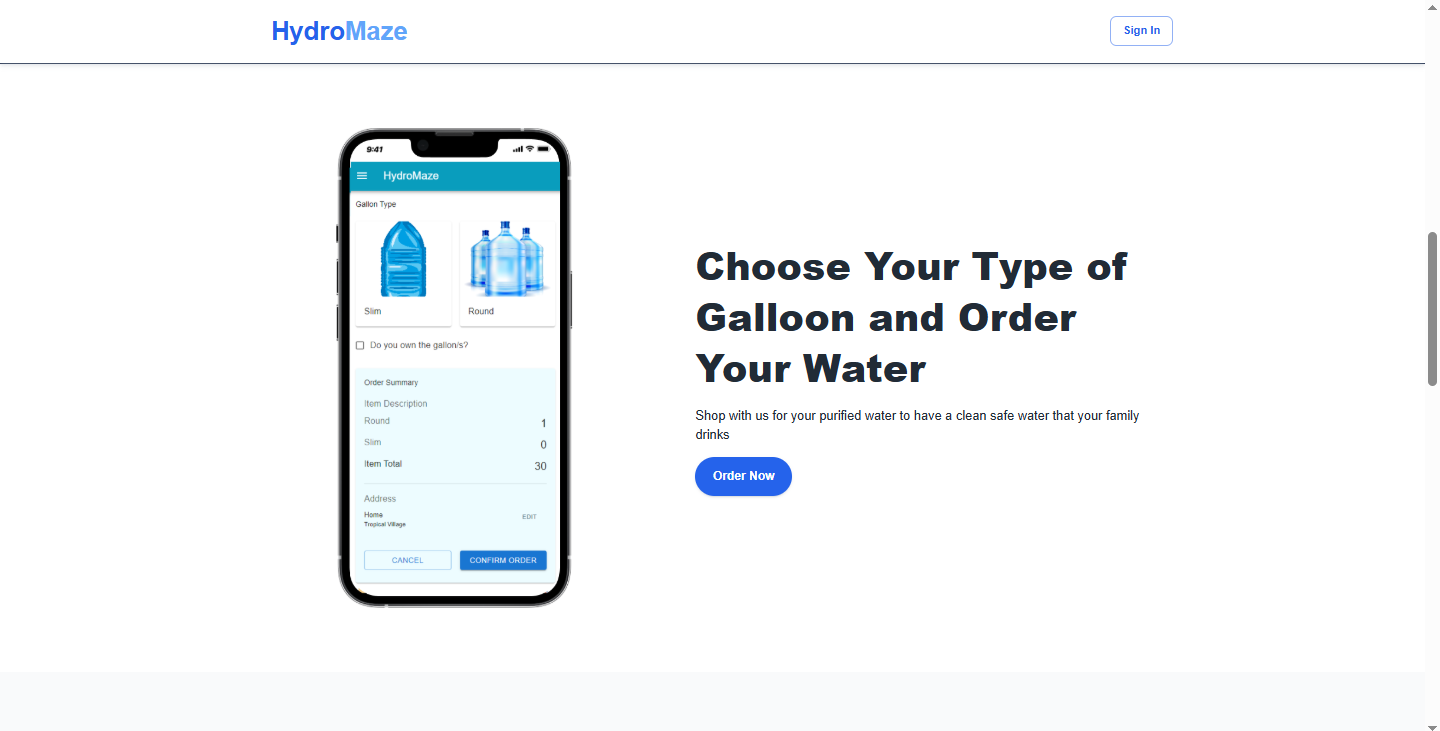 HydroMaze
Sign In
9:41
HydroMaze
Gallon Type
Slim
Round
Do you own the gallon/s?
Order Summary
Item Description
Round 1
Slim 0
Item Total 30
Address
Home
Tropical Village
EDIT
CANCEL
CONFIRM ORDER
Choose Your Type of
Galloon and Order
Your Water
Shop with us for your purified water to have a clean safe water that your family
drinks
Order Now